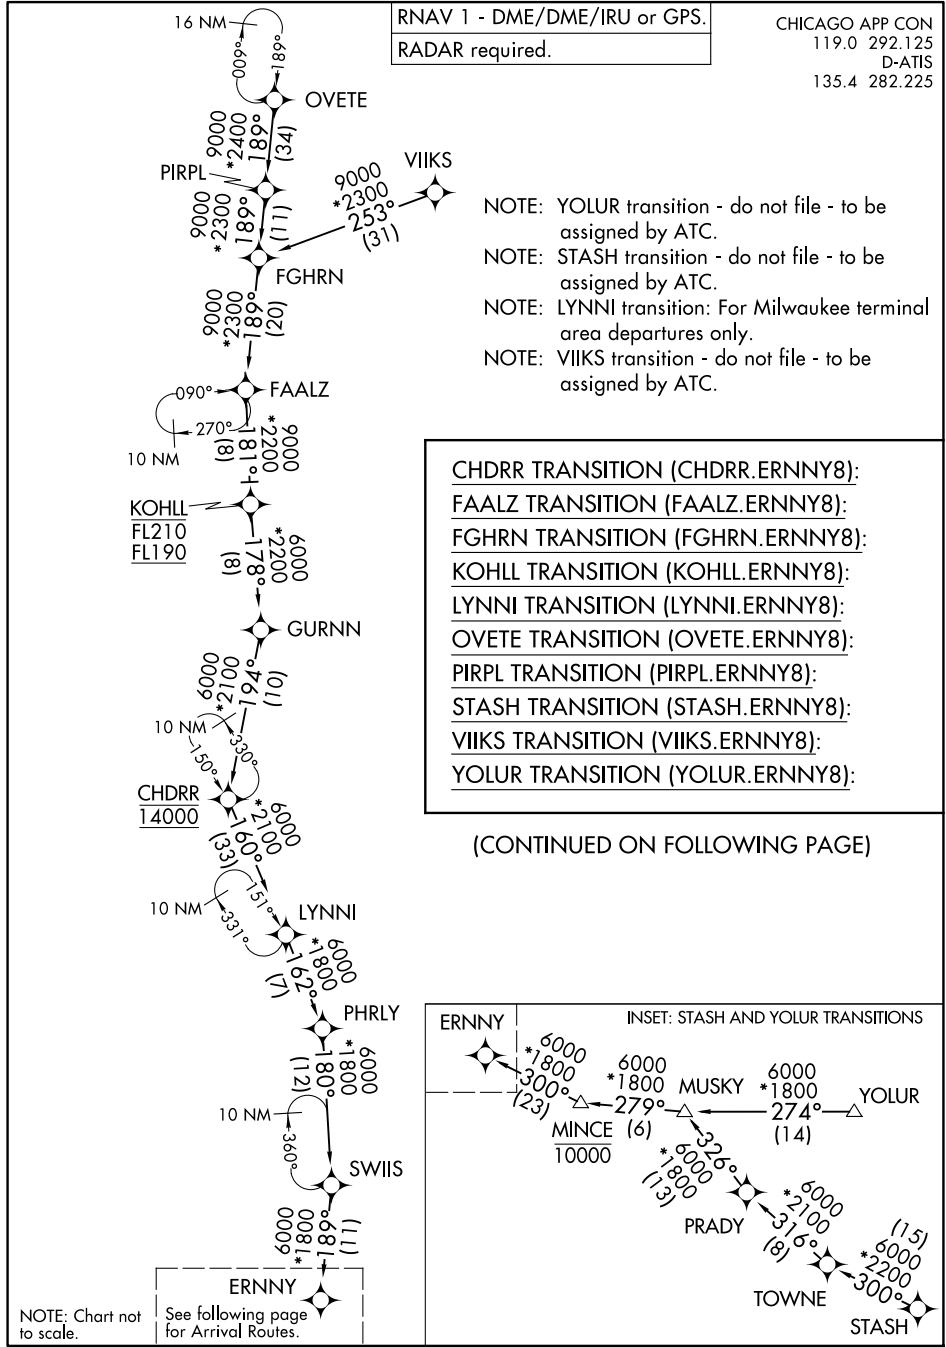 RNAV 1 - DME/DME/IRU or GPS.
RADAR required.
CHICAGO APP CON
119.0 292.125
D-ATIS
135.4 282.225
16 NM
009°
189°
OVETE
9000
*2400
189°
(34)
PIRPL
9000
*2300
189°
(11)
VIIKS
9000
*2300
253°
(31)
FGHRN
9000
*2300
189°
(20)
NOTE: YOLUR transition - do not file - to be
assigned by ATC.
NOTE: STASH transition - do not file - to be
assigned by ATC.
NOTE: LYNNI transition: For Milwaukee terminal
area departures only.
NOTE: VIIKS transition - do not file - to be
assigned by ATC.
090°
FAALZ
270°
10 NM
9000
*2200
181°
(8)
KOHLL
FL210
FL190
6000
*2200
178°
(8)
GURNN
6000
*2100
194°
(10)
10 NM
330°
150°
CHDRR
14000
6000
*2100
160°
(33)
10 NM
151°
331°
LYNNI
6000
*1800
162°
(7)
PHRLY
6000
*1800
180°
(12)
10 NM
360°
SWIIS
6000
*1800
189°
(11)
ERNNY
See following page
for Arrival Routes.
NOTE: Chart not
to scale.
CHDRR TRANSITION (CHDRR.ERNNY8):
FAALZ TRANSITION (FAALZ.ERNNY8):
FGHRN TRANSITION (FGHRN.ERNNY8):
KOHLL TRANSITION (KOHLL.ERNNY8):
LYNNI TRANSITION (LYNNI.ERNNY8):
OVETE TRANSITION (OVETE.ERNNY8):
PIRPL TRANSITION (PIRPL.ERNNY8):
STASH TRANSITION (STASH.ERNNY8):
VIIKS TRANSITION (VIIKS.ERNNY8):
YOLUR TRANSITION (YOLUR.ERNNY8):
(CONTINUED ON FOLLOWING PAGE)
INSET: STASH AND YOLUR TRANSITIONS
ERNNY
6000
*1800
300°
(23)
MINCE
10000
6000
*1800
279°
(6)
MUSKY
6000
*1800
274°
(14)
YOLUR
326°
6000
*1800
(13)
PRADY
6000
*2100
316°
(8)
TOWNE
(15)
6000
*2200
300°
STASH